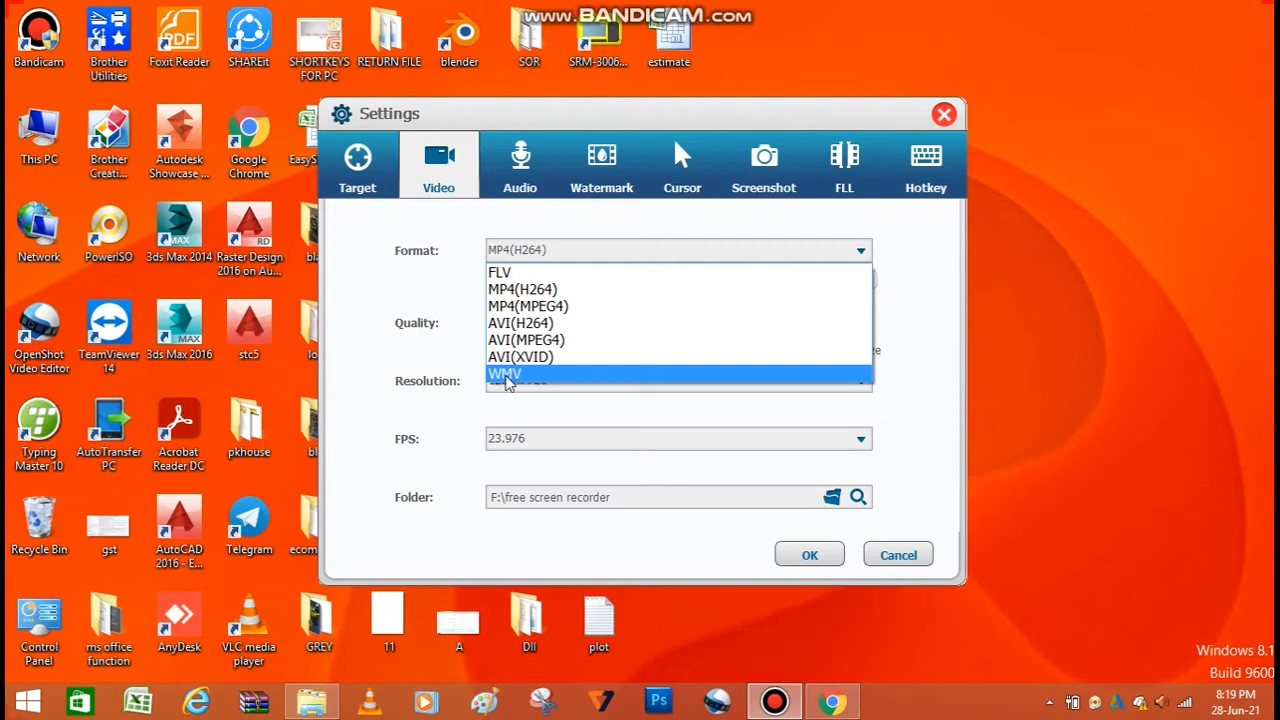 www.BANDICAM.com
Bandicam
Brother
Utilities
Foxit Reader
SHAREit
SHORTKEYS
FOR PC
RETURN FILE
blender
SOR
SRM-3006...
estimate
This PC
Brother
Creati...
Autodesk
Showcase ...
Google
Chrome
EasyS
Network
PowerISO
3ds Max 2014
Raster Design
2016 on Au...
OpenShot
Video Editor
TeamViewer
14
3ds Max 2016
stc5
Typing
Master 10
AutoTransfer
PC
Acrobat
Reader DC
pkhouse
Recycle Bin
gst
AutoCAD
2016 - E...
Telegram
ecom
Control
Panel
ms office
function
AnyDesk
VLC media
player
GREY
11
A
Dll
plot
Settings
Target
Video
Audio
Watermark
Cursor
Screenshot
FLL
Hotkey
Format:
MP4(H264)
FLV
MP4(H264)
MP4(MPEG4)
AVI(H264)
AVI(MPEG4)
AVI(XVID)
WMV
Quality:
Resolution:
FPS:
23.976
Folder:
F:\free screen recorder
OK
Cancel
Windows 8.1
Build 9600
8:19 PM
28-Jun-21